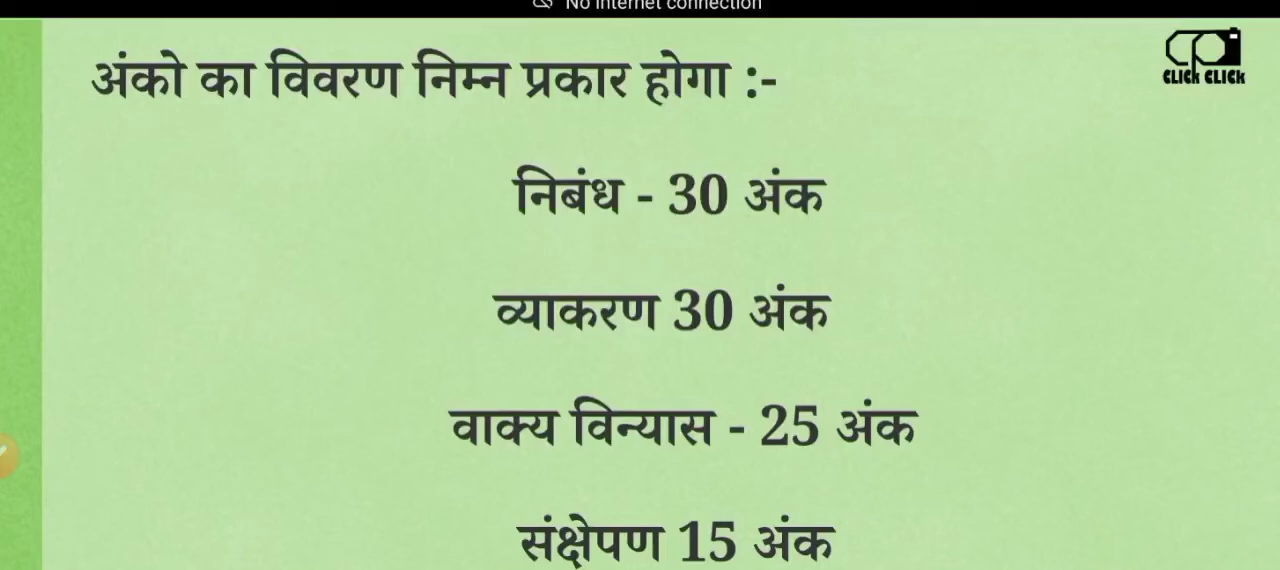 No internet connection
अंको का विवरण निम्न प्रकार होगा :-
CLICK CLICK
निबंध - 30 अंक
व्याकरण 30 अंक
वाक्य विन्यास - 25 अंक
संक्षेपण 15 अंक